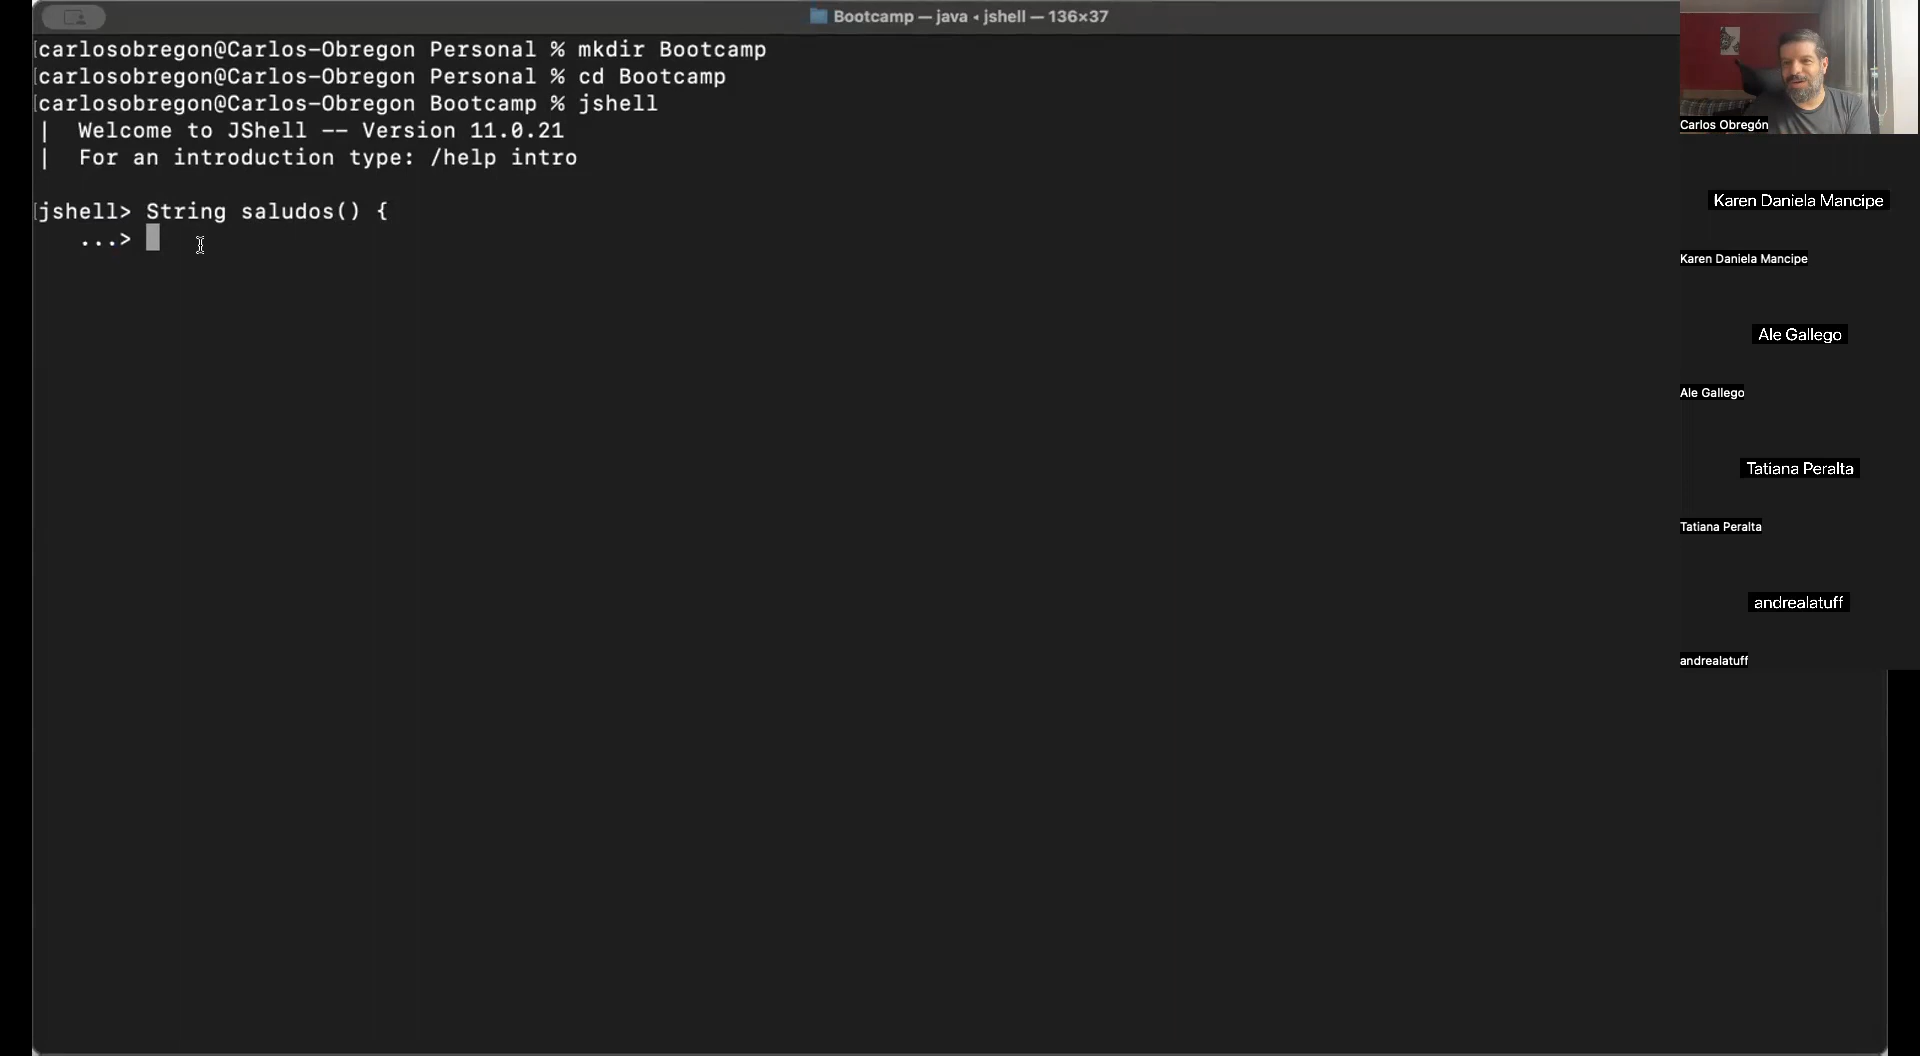 Bootcamp — java ◂ jshell — 136×37
[carlosobregon@Carlos-Obregon Personal % mkdir Bootcamp
[carlosobregon@Carlos-Obregon Personal % cd Bootcamp
[carlosobregon@Carlos-Obregon Bootcamp % jshell
|  Welcome to JShell -- Version 11.0.21
|  For an introduction type: /help intro
[jshell> String saludos() {
...>
Carlos Obregón
Karen Daniela Mancipe
Karen Daniela Mancipe
Ale Gallego
Ale Gallego
Tatiana Peralta
Tatiana Peralta
andrealatuff
andrealatuff